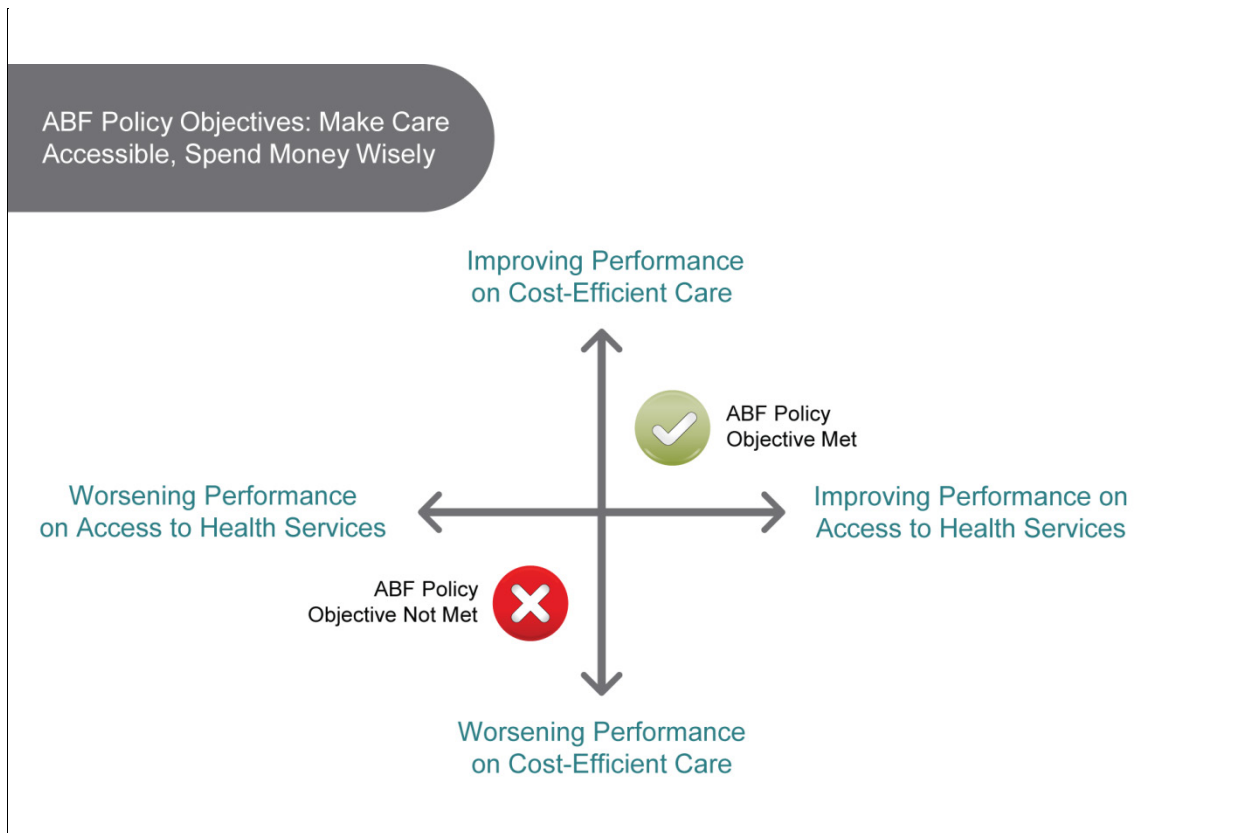 ABF Policy Objectives: Make Care
Accessible, Spend Money Wisely
Improving Performance
on Cost-Efficient Care
ABF Policy
Objective Met
Worsening Performance
on Access to Health Services
Improving Performance on
Access to Health Services
ABF Policy
Objective Not Met
Worsening Performance
on Cost-Efficient Care